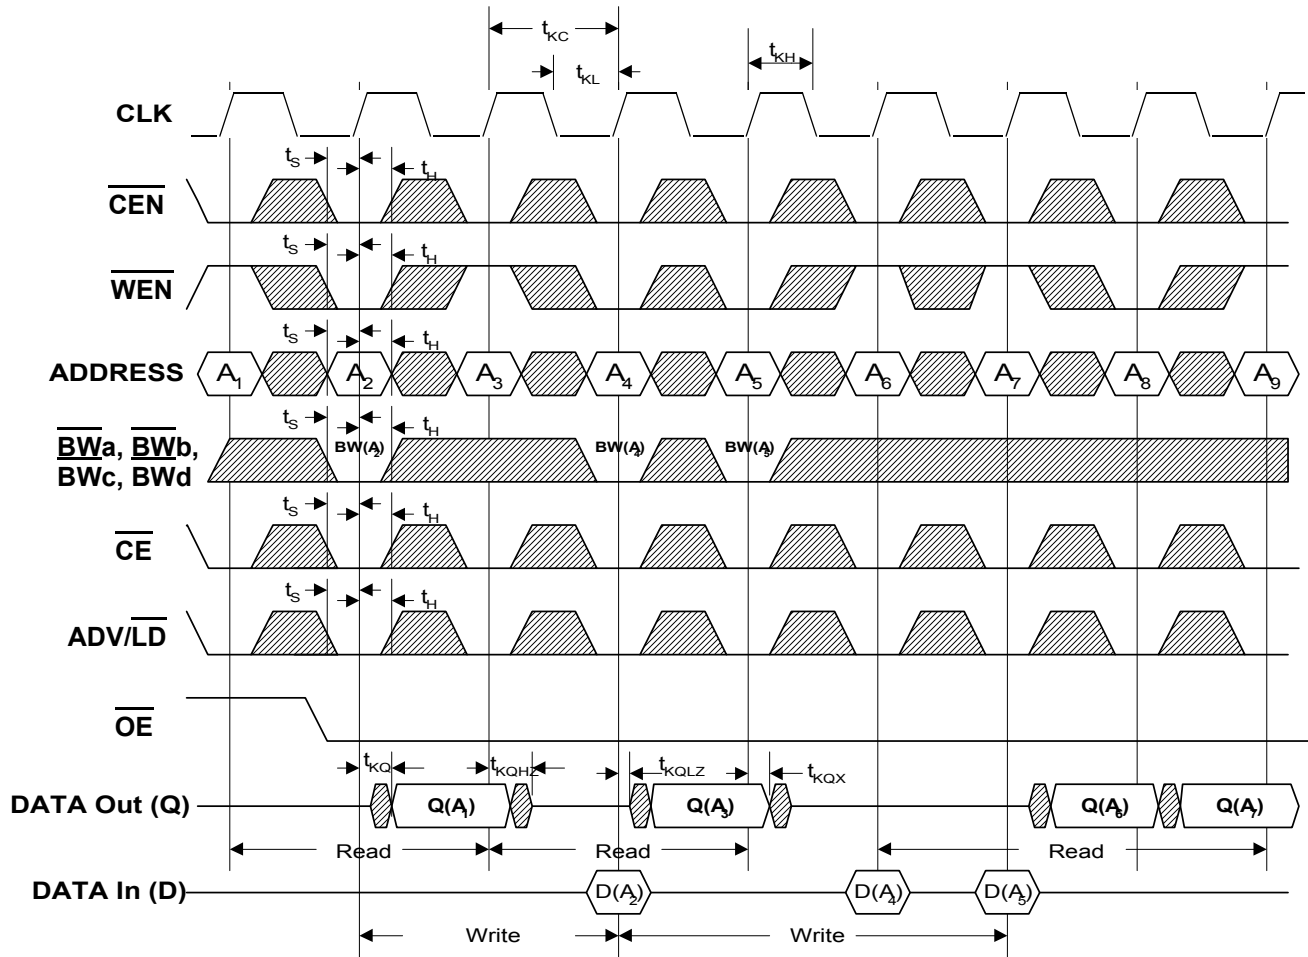 tKC
tKL
tKH
CLK
tS
tH
CEN
tS
tH
WEN
tS
tH
ADDRESS
A1 A2 A3 A4 A5 A6 A7 A8 A9
tS
tH
BWa, BWb,
BWc, BWd
BW(A2) BW(A4) BW(A5)
tS
tH
CE
tS
tH
ADV/LD
OE
tKQ tKQHZ tKQLZ tKQX
DATA Out (Q)
Q(A1) Q(A3) Q(A6) Q(A7)
Read Read Read
DATA In (D)
D(A2) D(A4) D(A5)
Write Write